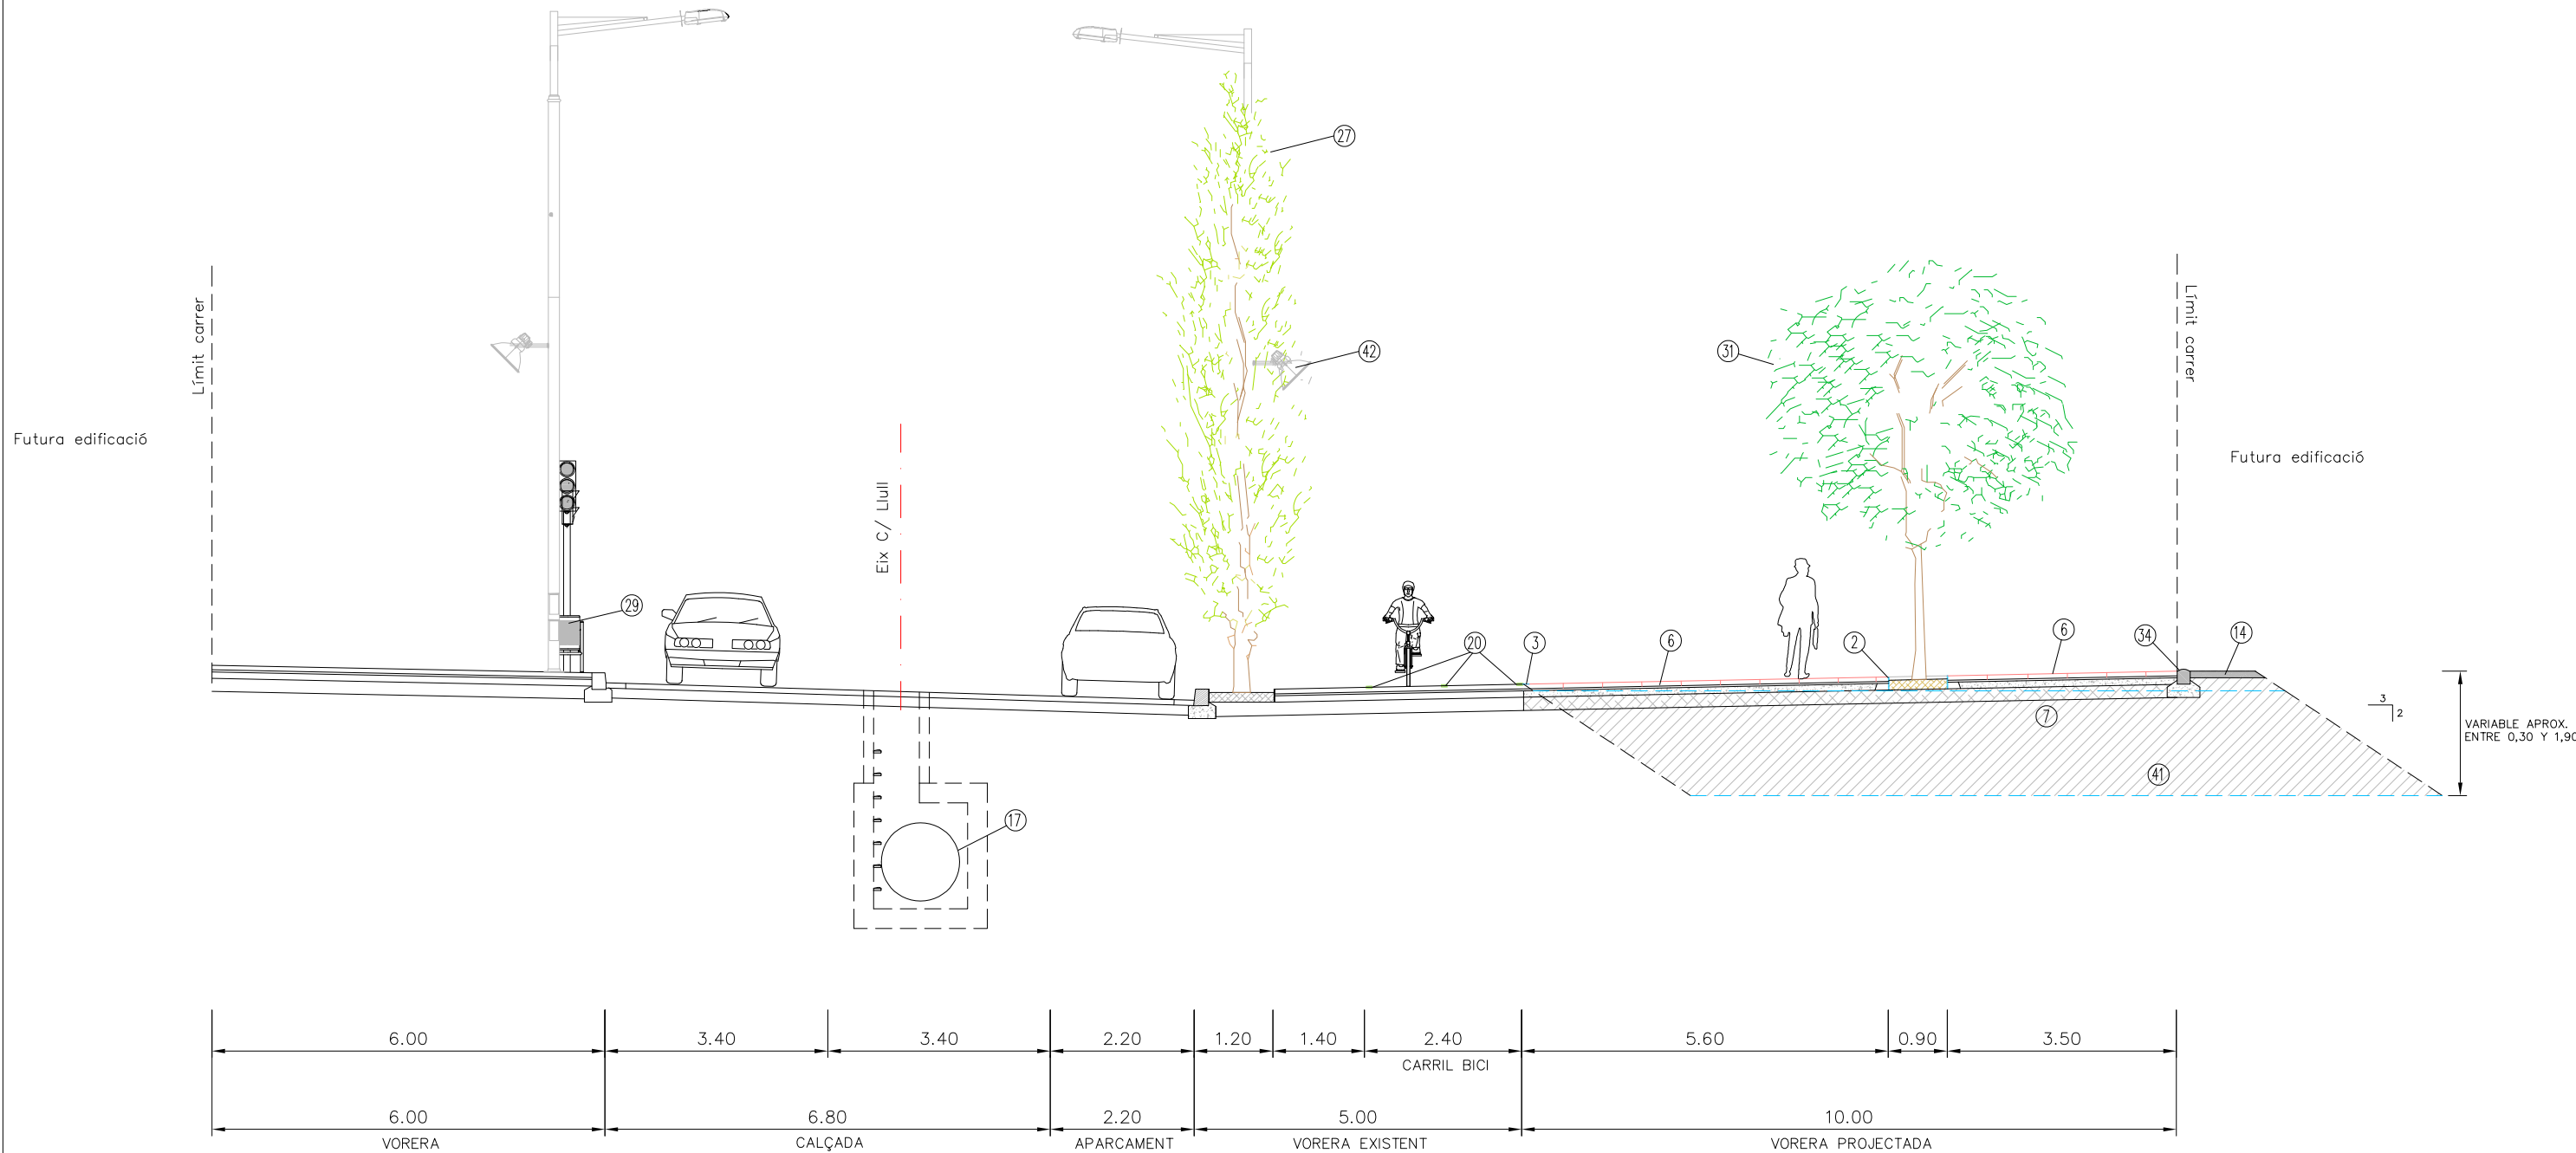 27
Límit carrer
Límit carrer
31
42
Futura edificació
Futura edificació
Eix C/ Llull
29
20
3
6
2
6
34
14
3
2
7
VARIABLE APROX.
ENTRE 0,30 Y 1,90
41
17
6.00 3.40 3.40 2.20 1.20 1.40 2.40 5.60 0.90 3.50
CARRIL BICI
6.00 6.80 2.20 5.00 10.00
VORERA CALÇADA APARCAMENT VORERA EXISTENT VORERA PROJECTADA